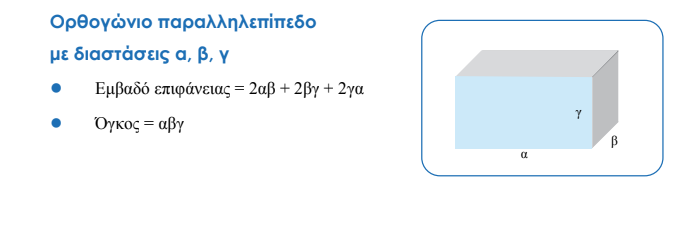 Ορθογώνιο παραλληλεπίπεδο
με διαστάσεις α, β, γ
● Εμβαδό επιφάνειας = 2αβ + 2βγ + 2γα
● Όγκος = αβγ
γ
β
α